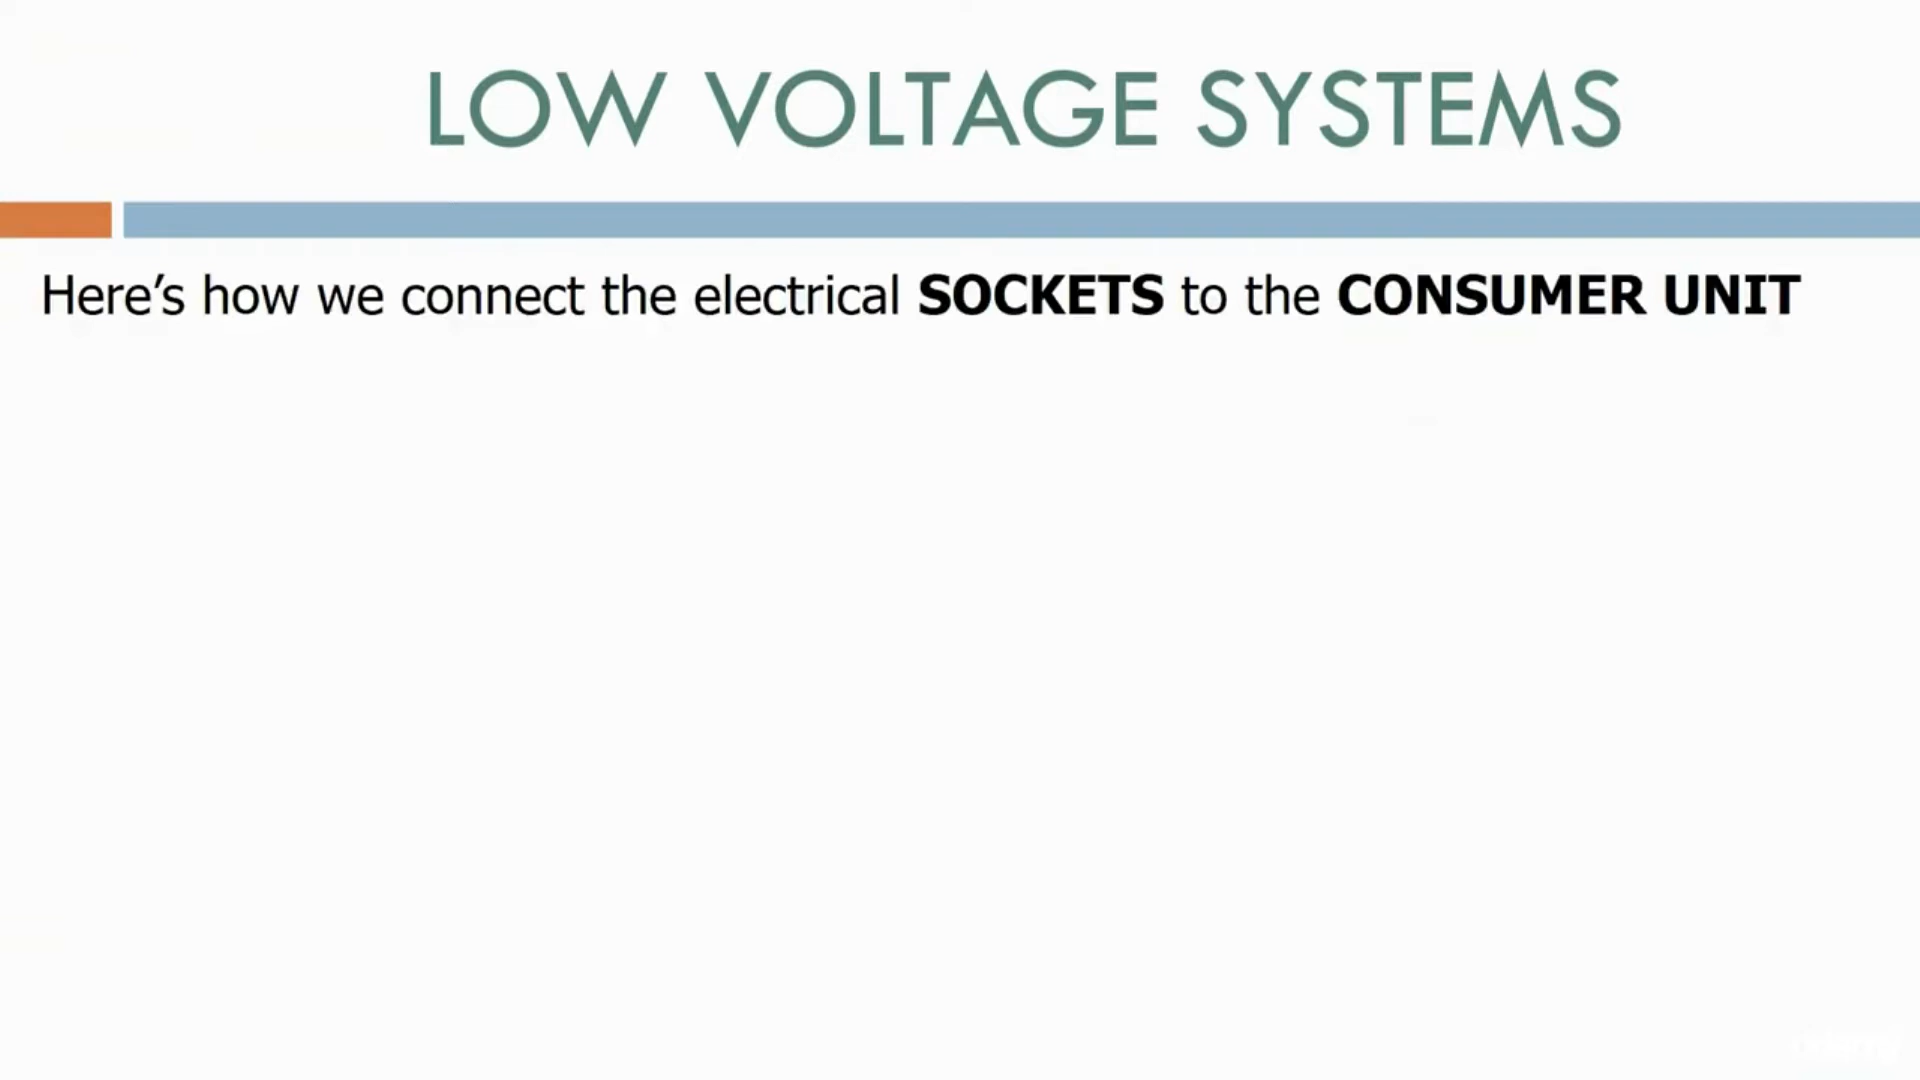 LOW VOLTAGE SYSTEMS
Here’s how we connect the electrical SOCKETS to the CONSUMER UNIT